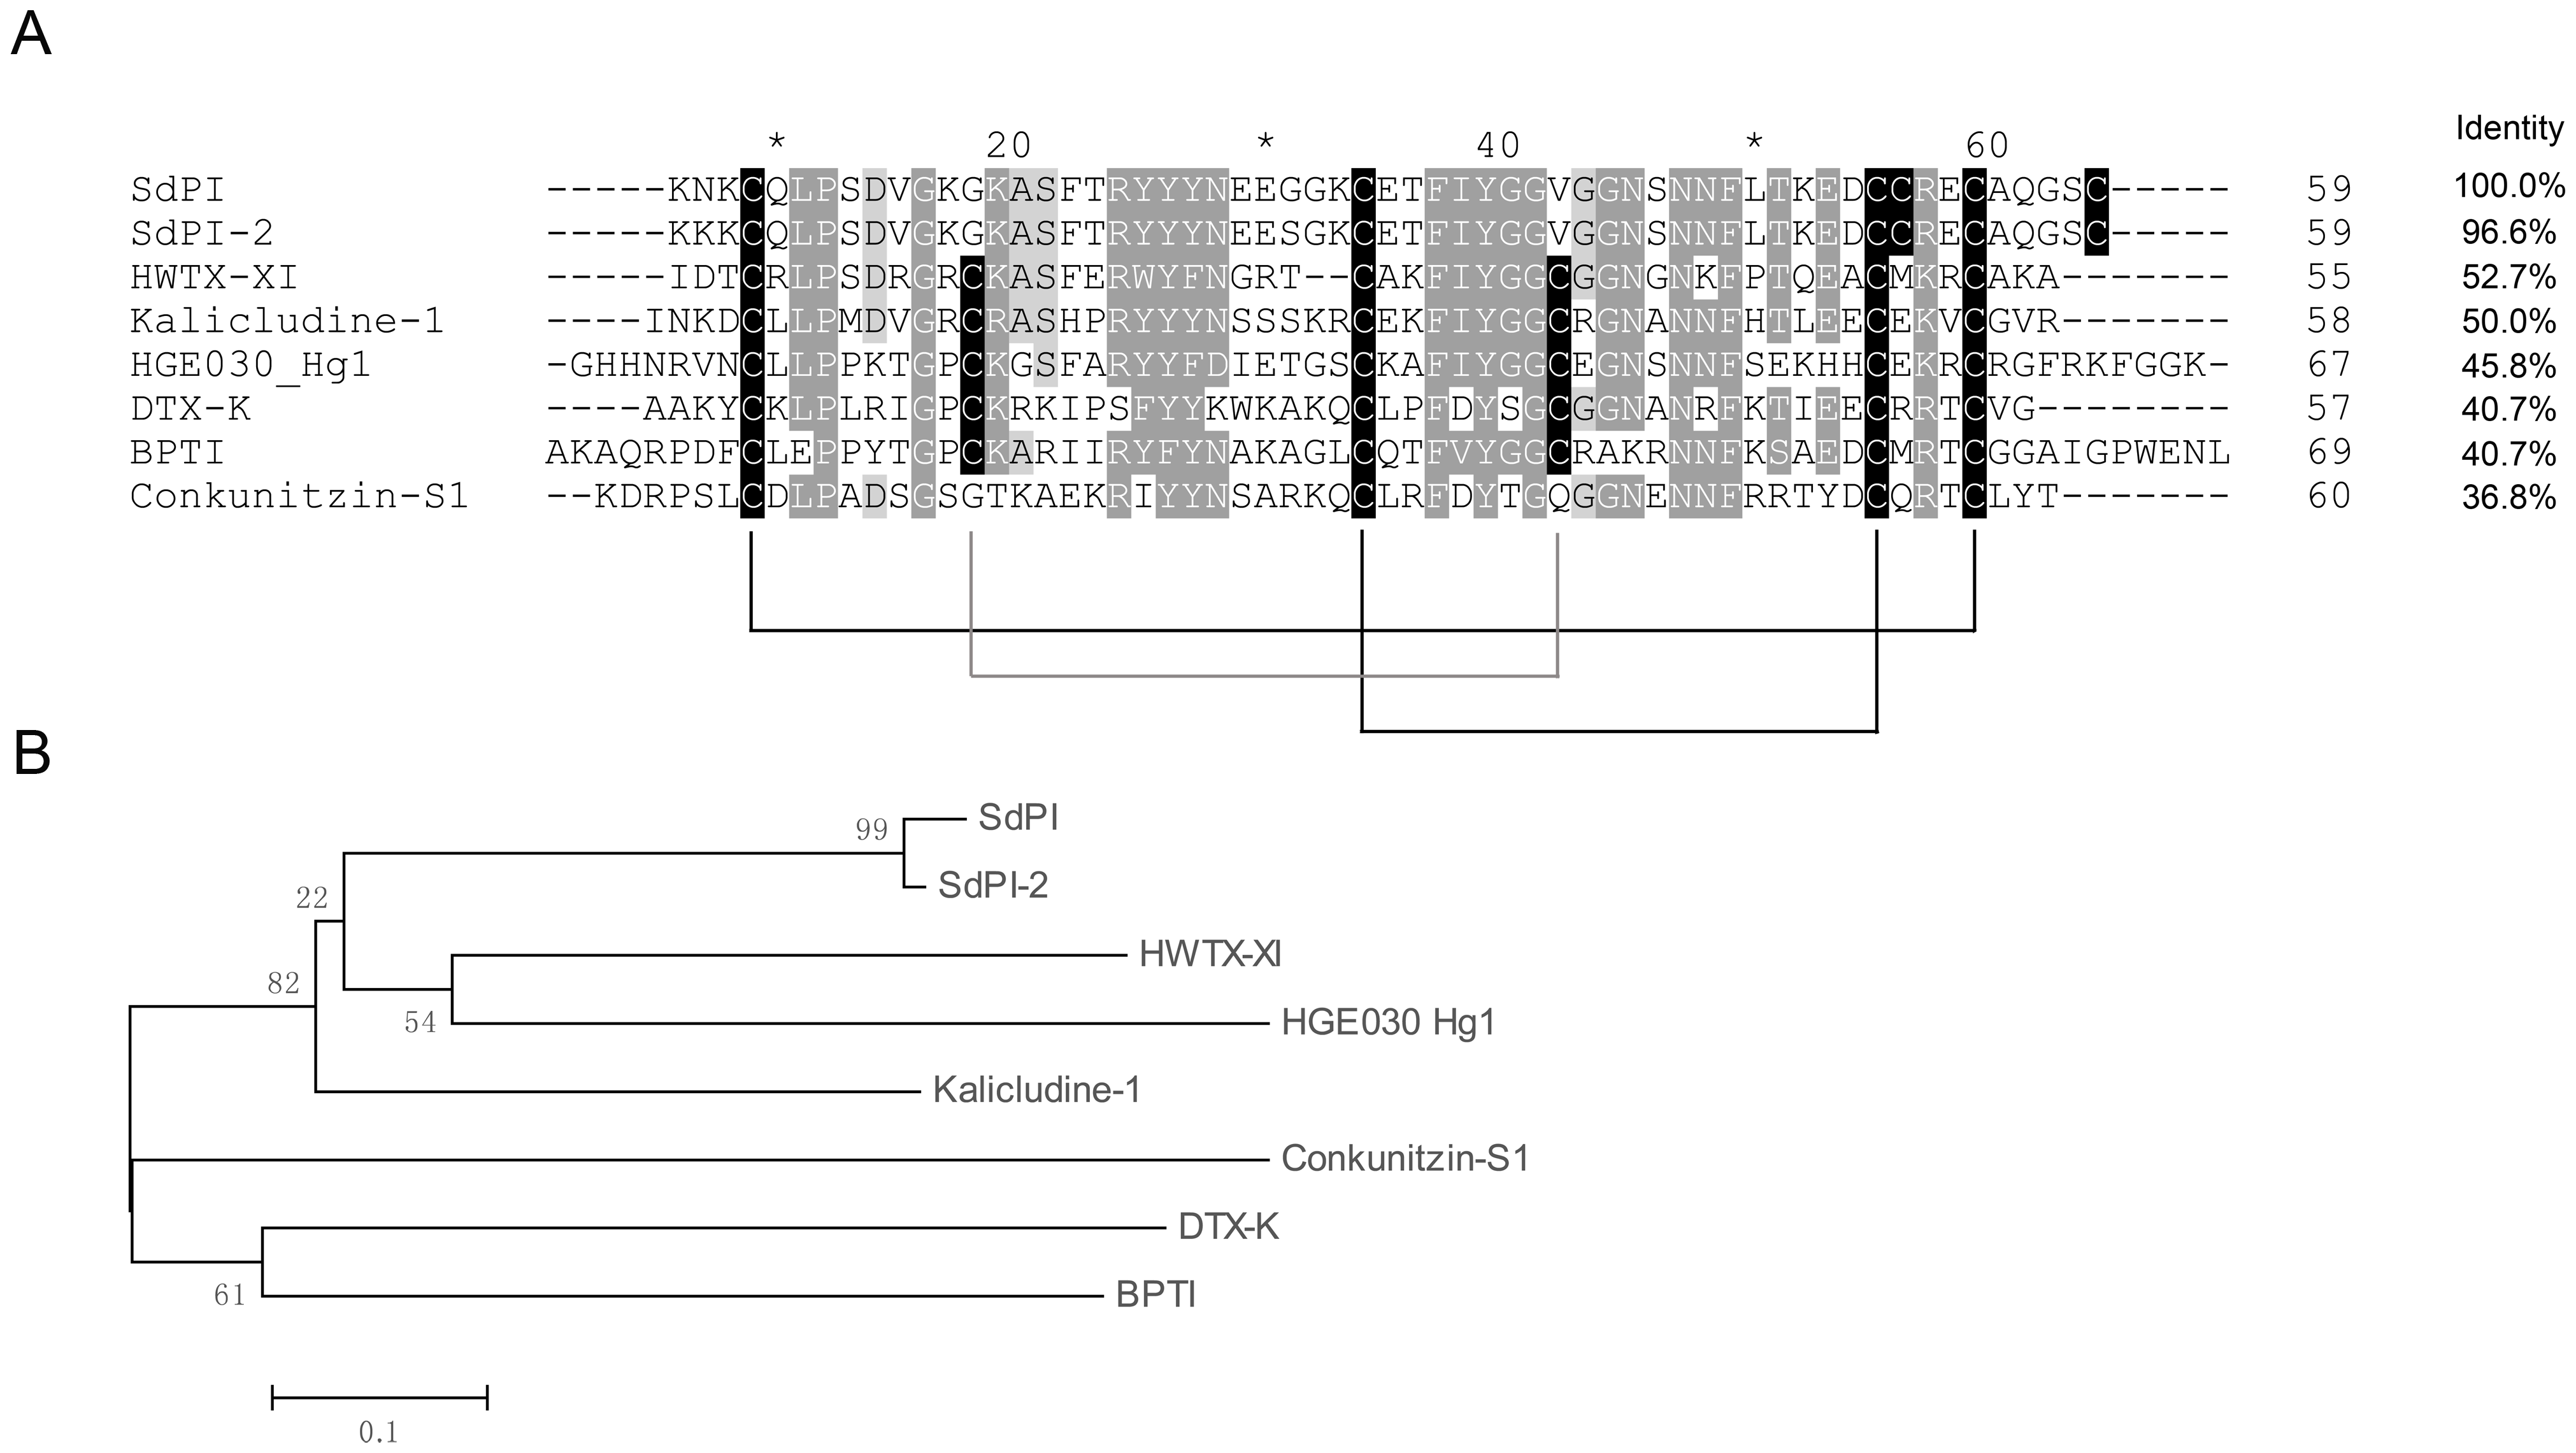 A
* 20 * 40 * 60 Identity
SdPI -----KNKCQLPSDVGKGKASFTRYYYNEEGGKCETFIYGGVGGNSNNFLTKEDCCRECAQGSC----- 59 100.0%
SdPI-2 -----KKKCQLPSDVGKGKASFTRYYYNEESGKCETFIYGGVGGNSNNFLTKEDCCRECAQGSC----- 59 96.6%
HWTX-XI -----IDTCRLPSDRGRCKASFERWYFNGRT--CAKFIYGGCGGNGNKFPTQEACMKRCAKA------- 55 52.7%
Kalicludine-1 ----INKDCLLPMDVGRCRASHPRYYYNSSSKRCEKFIYGGCRGNANNFHTLEECEKVCGVR------- 58 50.0%
HGE030_Hg1 -GHHNRVNCLLPPKTGPCKGSFARYYFDIETGSCKAFIYGGCEGNSNNFSEKHHCEKRCRGFRKFGGK- 67 45.8%
DTX-K ----AAKYCKLPLRIGPCKRKIPSFYYKWKAKQCLPFDYSGCGGNANRFKTIEECRRTCVG-------- 57 40.7%
BPTI AKAQRPDFCLEPPYTGPCKARIIRYFYNAKAGLCQTFVYGGCRAKRNNFKSAEDCMRTCGGAIGPWENL 69 40.7%
Conkunitzin-S1 --KDRPSLCDLPADSGSGTKAEKRIYYNSARKQCLRFDYTGQGGNENNFRRTYDCQRTCLYT------- 60 36.8%
B
SdPI
99
SdPI-2
22
HWTX-XI
82
54
HGE030 Hg1
Kalicludine-1
Conkunitzin-S1
DTX-K
61
BPTI
0.1